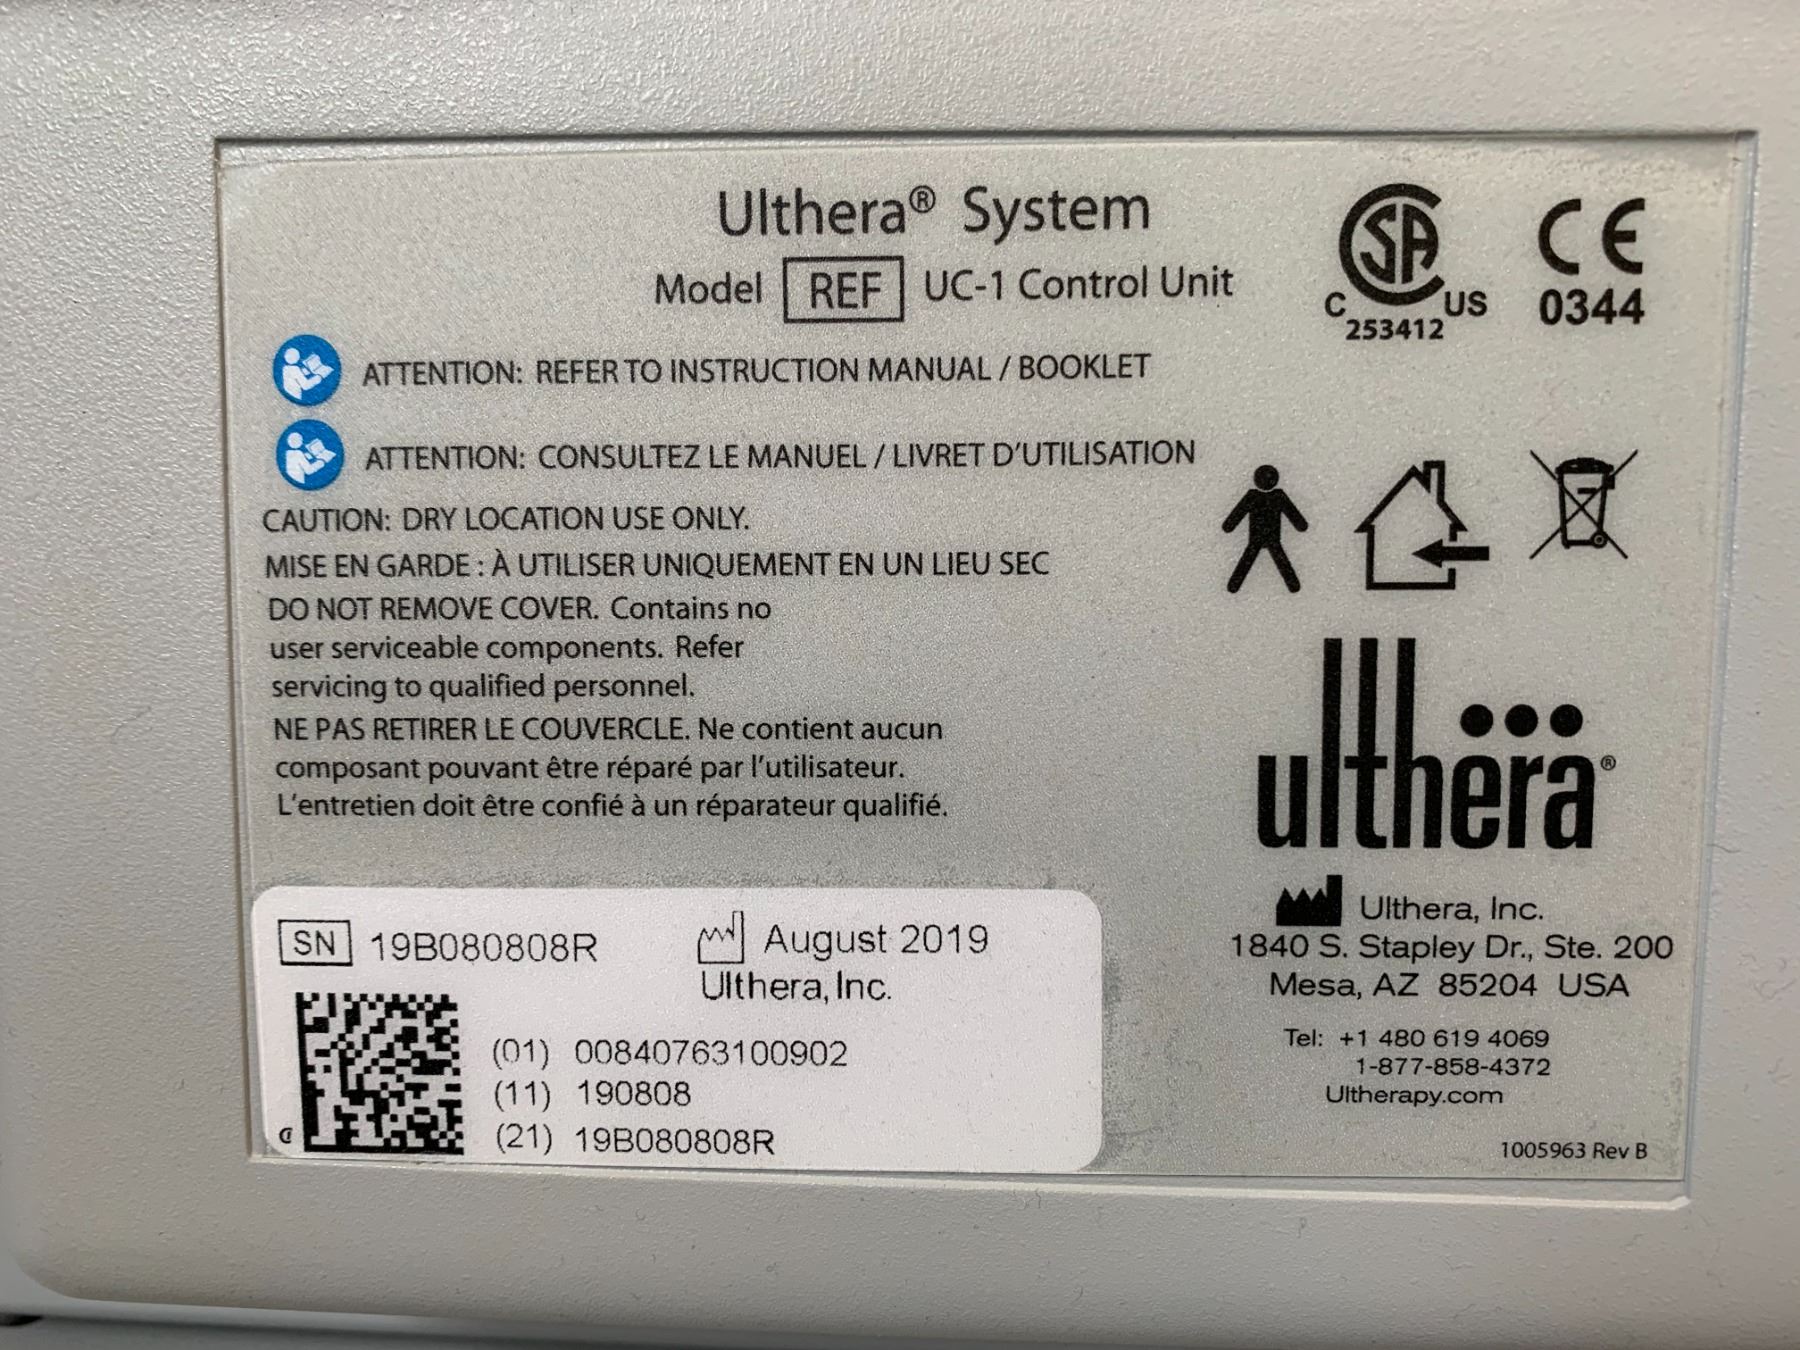 Ulthera® System
Model REF UC-1 Control Unit
C US
253412
CE
0344
ATTENTION: REFER TO INSTRUCTION MANUAL / BOOKLET
ATTENTION: CONSULTEZ LE MANUEL / LIVRET D'UTILISATION
CAUTION: DRY LOCATION USE ONLY.
MISE EN GARDE : À UTILISER UNIQUEMENT EN UN LIEU SEC
DO NOT REMOVE COVER. Contains no
user serviceable components. Refer
servicing to qualified personnel.
NE PAS RETIRER LE COUVERCLE. Ne contient aucun
composant pouvant être réparé par l'utilisateur.
L'entretien doit être confié à un réparateur qualifié.
ulthera®
Ulthera, Inc.
1840 S. Stapley Dr., Ste. 200
Mesa, AZ 85204 USA
Tel: +1 480 619 4069
1-877-858-4372
Ultherapy.com
1005963 Rev B
SN 19B080808R
August 2019
Ulthera, Inc.
(01) 00840763100902
(11) 190808
(21) 19B080808R